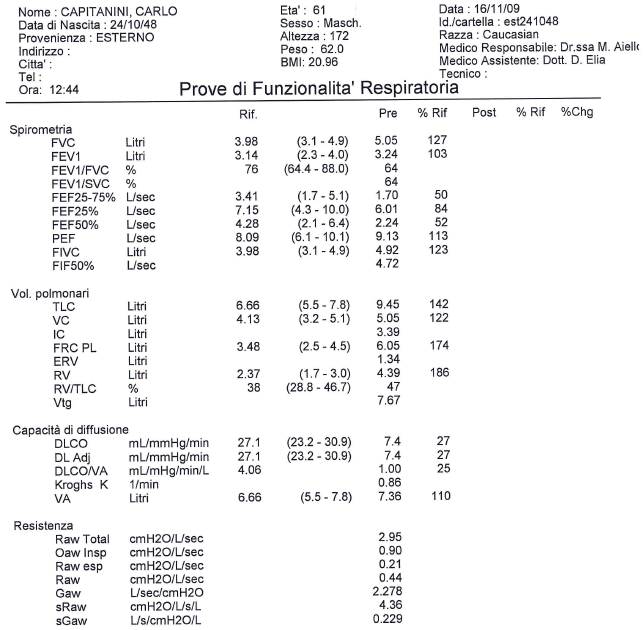 Nome : CAPITANINI, CARLO Eta' : 61 Data : 16/11/09
Data di Nascita : 24/10/48 Sesso : Masch. Id./cartella : est241048
Provenienza : ESTERNO Altezza : 172 Razza : Caucasian
Indirizzo : Peso : 62.0 Medico Responsabile: Dr.ssa M. Aiello
Citta' : BMI: 20.96 Medico Assistente: Dott. D. Elia
Tel : Tecnico :
Ora: 12:44 Prove di Funzionalita' Respiratoria
Rif. Pre % Rif Post % Rif %Chg
Spirometria
FVC Litri 3.98 (3.1 - 4.9) 5.05 127
FEV1 Litri 3.14 (2.3 - 4.0) 3.24 103
FEV1/FVC % 76 (64.4 - 88.0) 64
FEV1/SVC % 64
FEF25-75% L/sec 3.41 (1.7 - 5.1) 1.70 50
FEF25% L/sec 7.15 (4.3 - 10.0) 6.01 84
FEF50% L/sec 4.28 (2.1 - 6.4) 2.24 52
PEF L/sec 8.09 (6.1 - 10.1) 9.13 113
FIVC Litri 3.98 (3.1 - 4.9) 4.92 123
FIF50% L/sec 4.72
Vol. polmonari
TLC Litri 6.66 (5.5 - 7.8) 9.45 142
VC Litri 4.13 (3.2 - 5.1) 5.05 122
IC Litri 3.39
FRC PL Litri 3.48 (2.5 - 4.5) 6.05 174
ERV Litri 1.34
RV Litri 2.37 (1.7 - 3.0) 4.39 186
RV/TLC % 38 (28.8 - 46.7) 47
Vtg Litri 7.67
Capacità di diffusione
DLCO mL/mmHg/min 27.1 (23.2 - 30.9) 7.4 27
DL Adj mL/mmHg/min 27.1 (23.2 - 30.9) 7.4 27
DLCO/VA mL/mHg/min/L 4.06 1.00 25
Kroghs K 1/min 0.86
VA Litri 6.66 (5.5 - 7.8) 7.36 110
Resistenza
Raw Total cmH2O/L/sec 2.95
Oaw Insp cmH2O/L/sec 0.90
Raw esp cmH2O/L/sec 0.21
Raw cmH2O/L/sec 0.44
Gaw L/sec/cmH2O 2.278
sRaw cmH2O/L/s/L 4.36
sGaw L/s/cmH2O/L 0.229